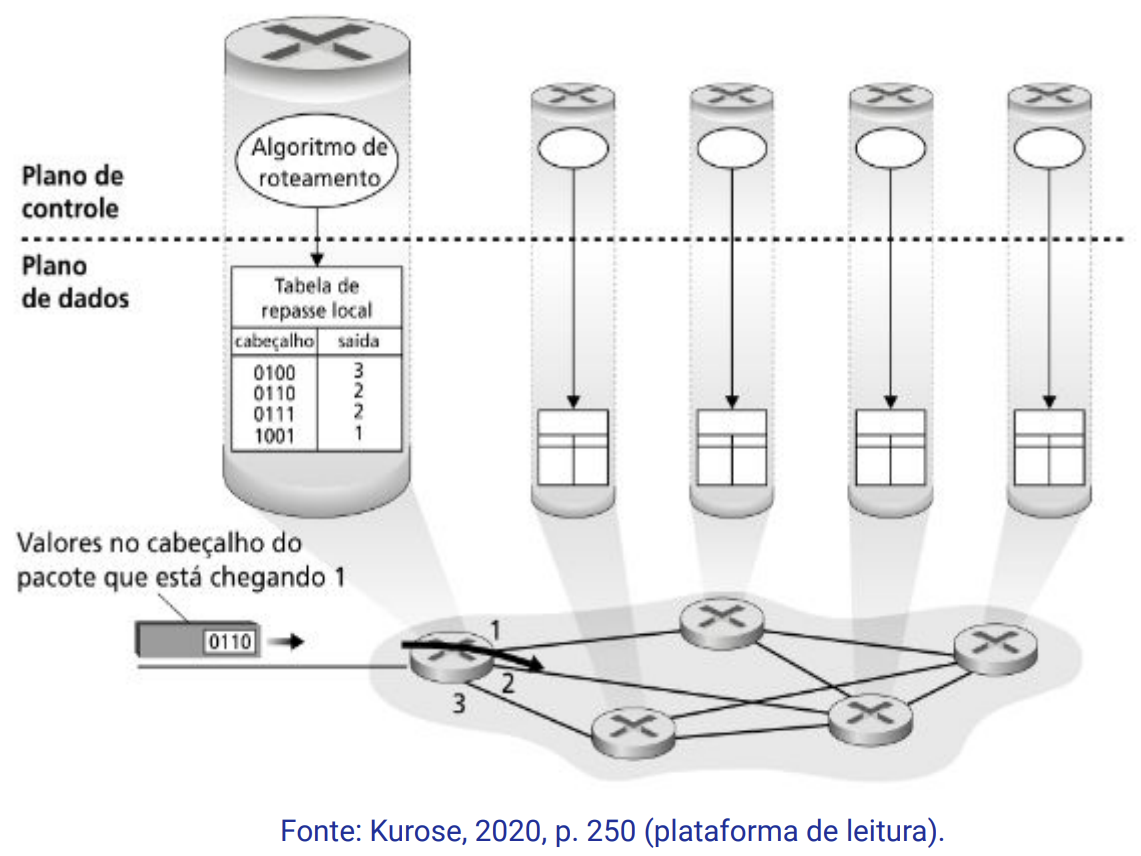 Algoritmo de
roteamento
Plano de
controle
Plano
de dados
Tabela de
repasse local
cabeçalho saida
0100 3
0110 2
0111 2
1001 1
Valores no cabeçalho do
pacote que está chegando 1
0110
1
2
3
Fonte: Kurose, 2020, p. 250 (plataforma de leitura).